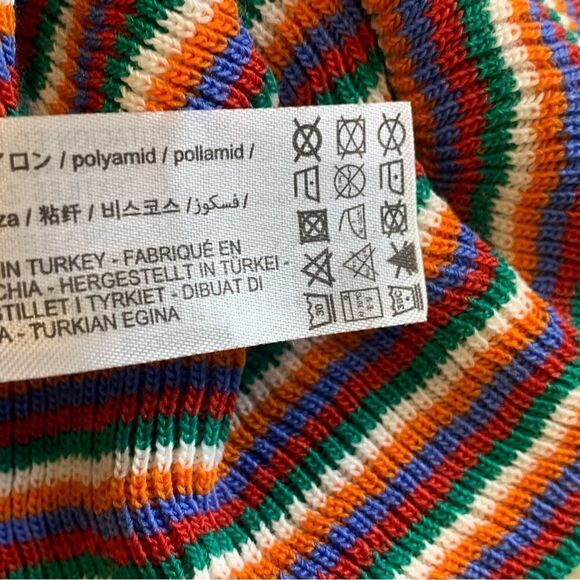 ロン / polyamid / poliamid /
za / 粘纤 / 비스코스 / فسكوز /
IN TURKEY - FABRIQUÉ EN
CHIA - HERGESTELLT IN TÜRKEI -
STILLET I TYRKIET - DIBUAT DI
A - TURKIAN EGINA